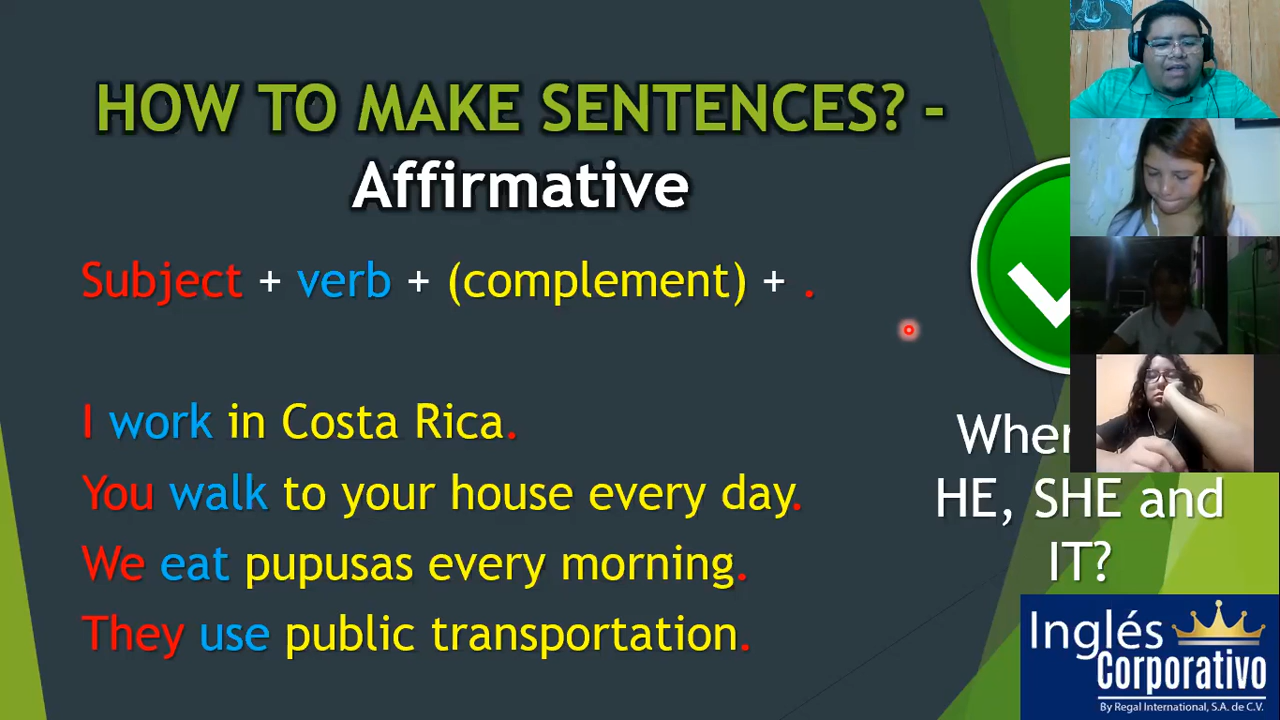 HOW TO MAKE SENTENCES? -
Affirmative
Subject + verb + (complement) + .
I work in Costa Rica.
You walk to your house every day.
We eat pupusas every morning.
They use public transportation.
HE, SHE and
IT?
Inglés
Corporativo
By Regal International, S.A. de C.V.